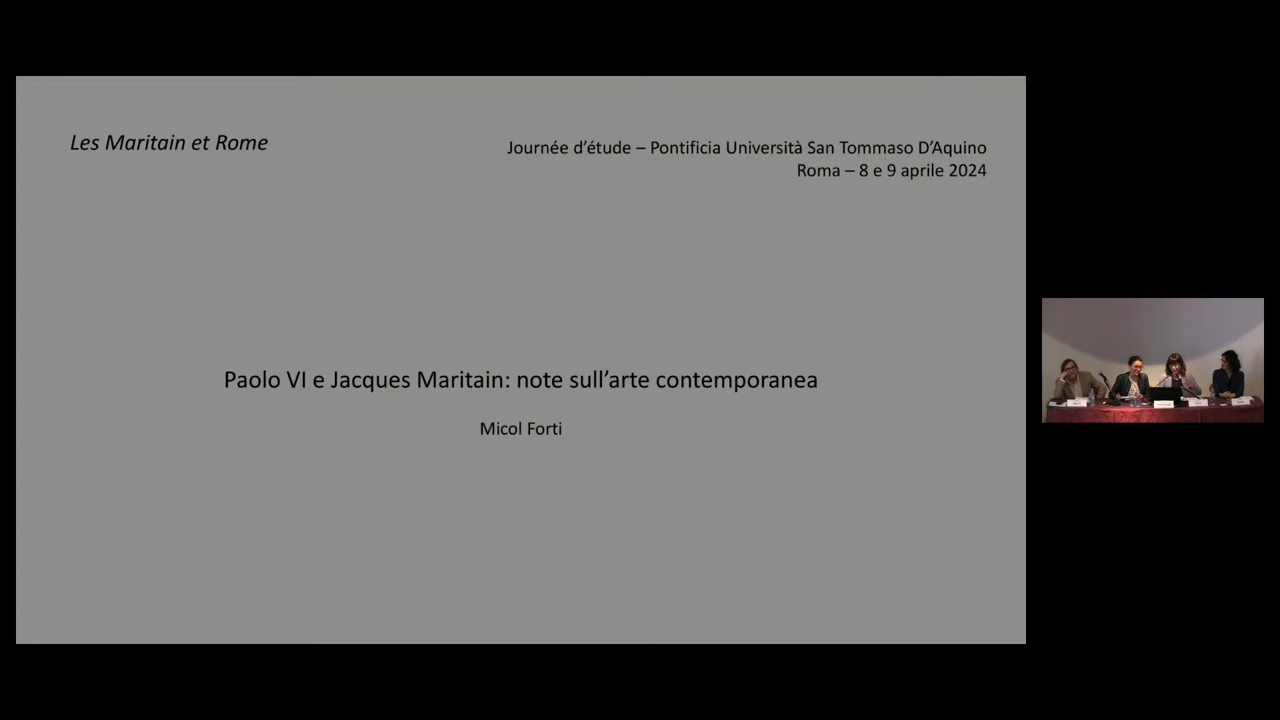 Les Maritain et Rome
Journée d’étude – Pontificia Università San Tommaso D’Aquino
Roma – 8 e 9 aprile 2024
Paolo VI e Jacques Maritain: note sull’arte contemporanea
Micol Forti